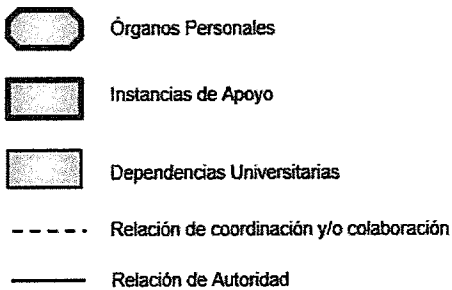 Órganos Personales
Instancias de Apoyo
Dependencias Universitarias
Relación de coordinación y/o colaboración
Relación de Autoridad